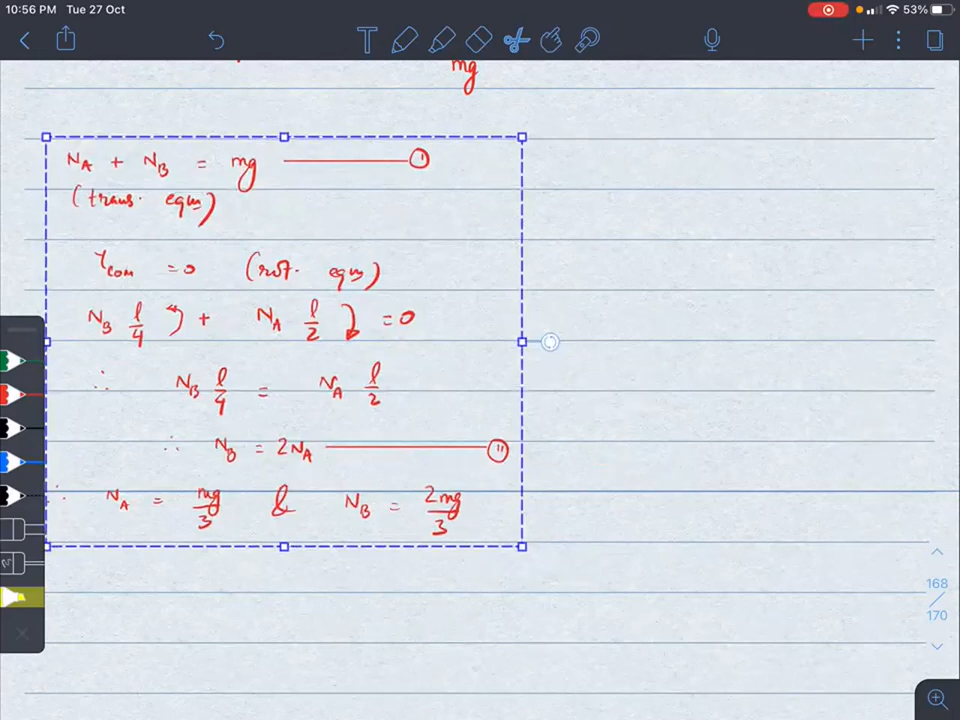 10:56 PM Tue 27 Oct
53%
mg
N_A + N_B = mg ——— (1)
(trans. eqm)
τ_com = 0 (rot. eqm)
N_B l/4 + N_A l/2 = 0
∴ N_B l/4 = N_A l/2
∴ N_B = 2N_A ——— (11)
∴ N_A = mg/3 & N_B = 2mg/3
168
170